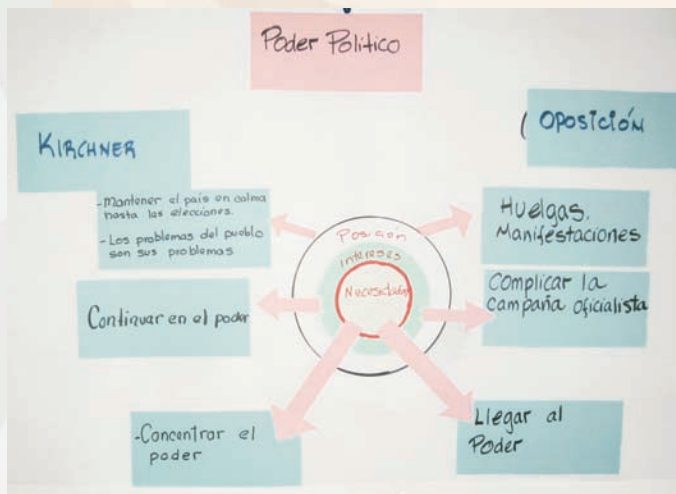 Poder Político
KIRCHNER
(OPOSICIÓN
-Mantener el país en calma
hasta las elecciones.
- Los problemas del pueblo
son sus problemas
Huelgas.
Manifestaciones
Posición
intereses
Necesidades
Continuar en el poder
Complicar la
campaña oficialista
-Concentrar el
poder
Llegar al
Poder